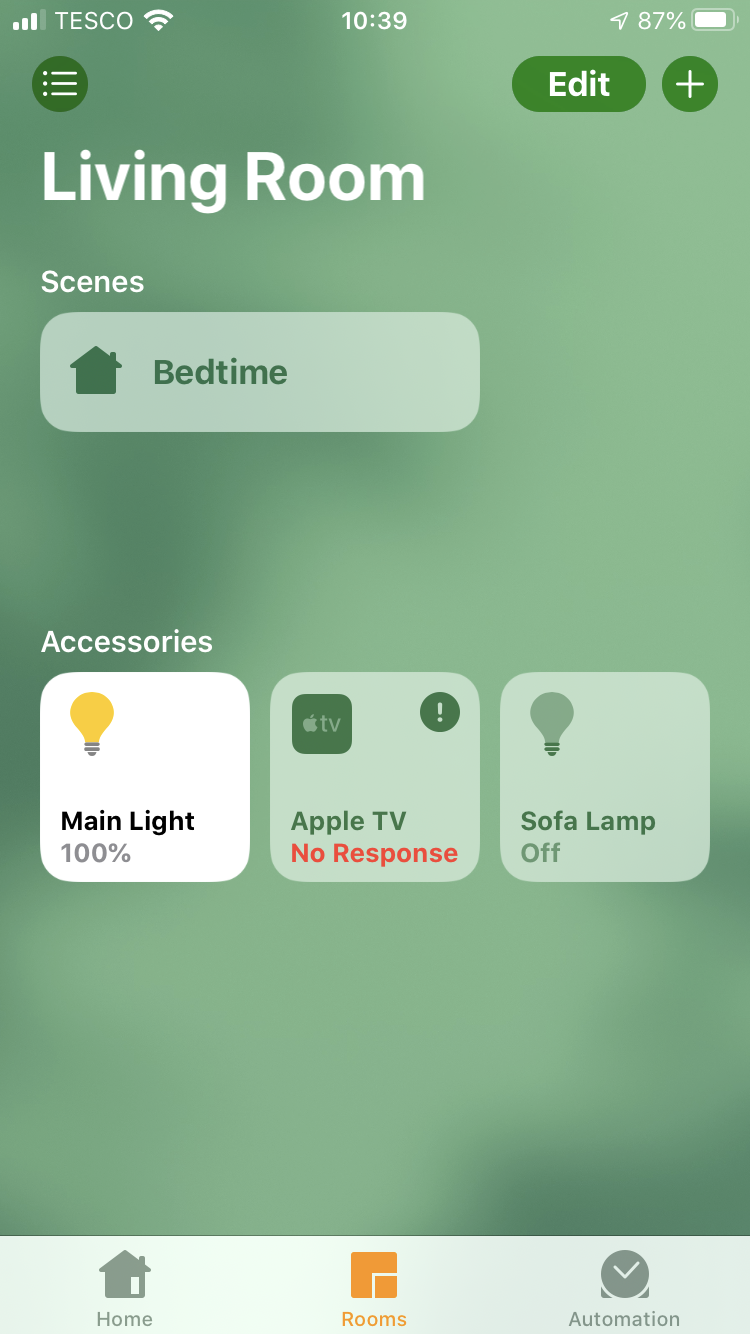 TESCO 10:39 87%
Edit
Living Room
Scenes
Bedtime
Accessories
tv
Main Light
100%
Apple TV
No Response
Sofa Lamp
Off
Home Rooms Automation